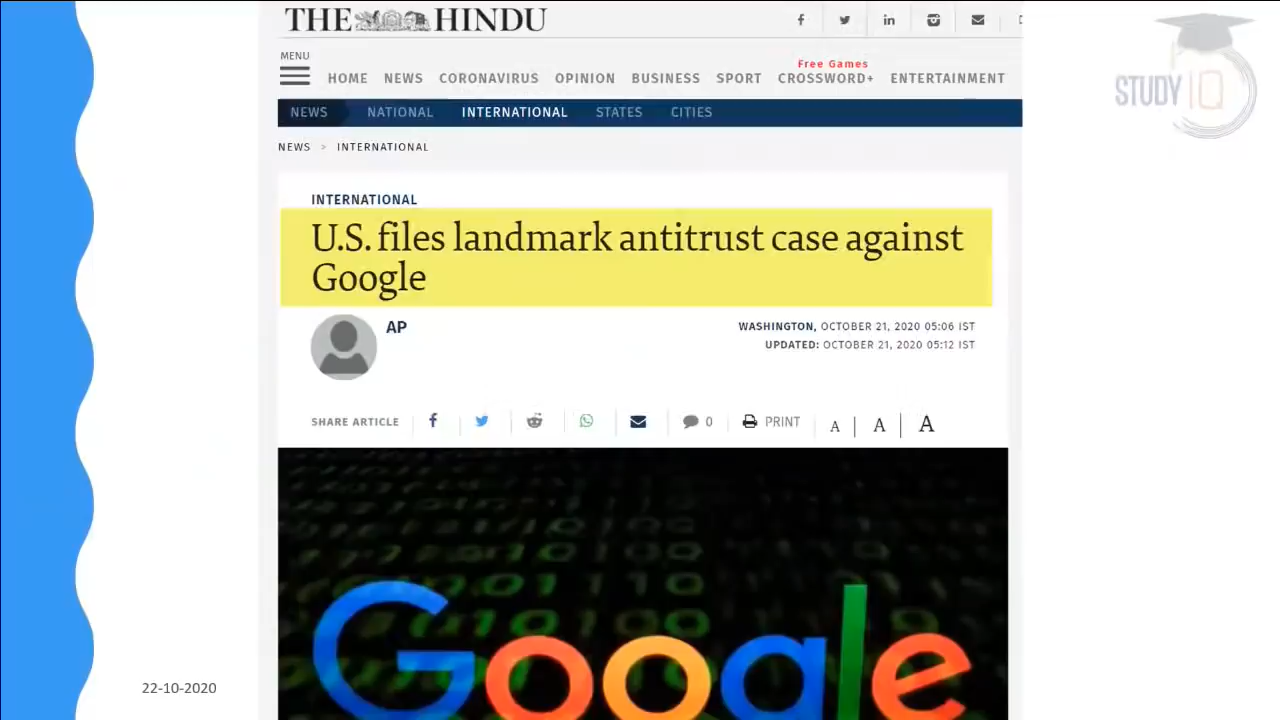 THE HINDU
STUDY IQ
MENU
Free Games
HOME NEWS CORONAVIRUS OPINION BUSINESS SPORT CROSSWORD+ ENTERTAINMENT
NEWS NATIONAL INTERNATIONAL STATES CITIES
NEWS > INTERNATIONAL
INTERNATIONAL
U.S. files landmark antitrust case against
Google
AP
WASHINGTON, OCTOBER 21, 2020 05:06 IST
UPDATED: OCTOBER 21, 2020 05:12 IST
SHARE ARTICLE 0 PRINT A A A
Google
22-10-2020